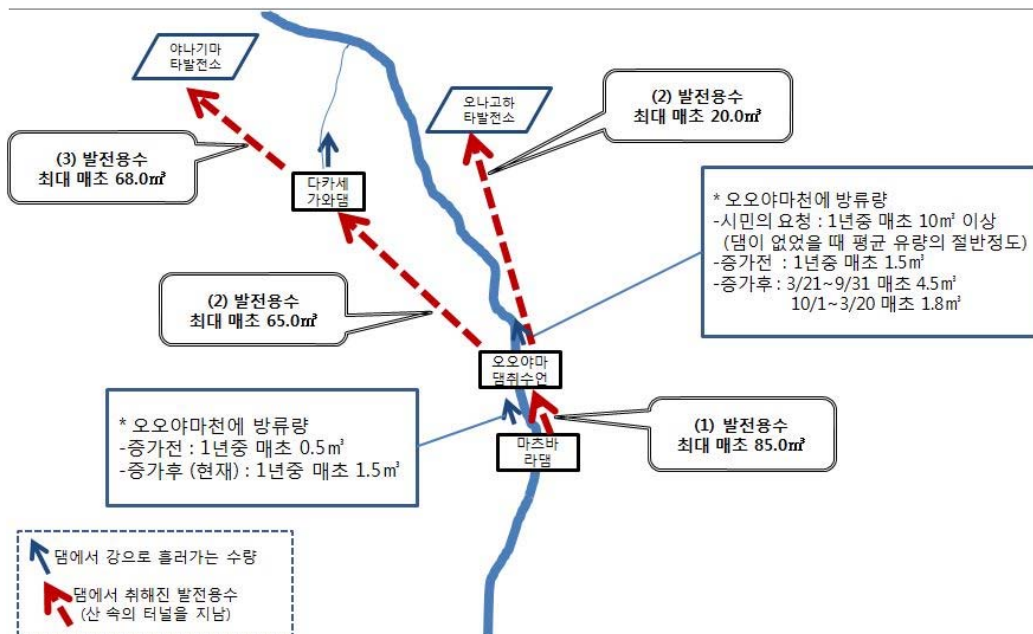 야나기마
타발전소
오나고하
타발전소
(2) 발전용수
최대 매초 20.0㎥
(3) 발전용수
최대 매초 68.0㎥
다카세
가와댐
* 오오야마천에 방류량
-시민의 요청 : 1년중 매초 10㎥ 이상
(댐이 없었을 때 평균 유량의 절반정도)
-증가전 : 1년중 매초 1.5㎥
-증가후 : 3/21~9/31 매초 4.5㎥
10/1~3/20 매초 1.8㎥
(2) 발전용수
최대 매초 65.0㎥
오오야마
댐취수언
* 오오야마천에 방류량
-증가전 : 1년중 매초 0.5㎥
-증가후 (현재) : 1년중 매초 1.5㎥
마츠바
라댐
(1) 발전용수
최대 매초 85.0㎥
댐에서 강으로 흘러가는 수량
댐에서 취해진 발전용수
(산 속의 터널을 지남)